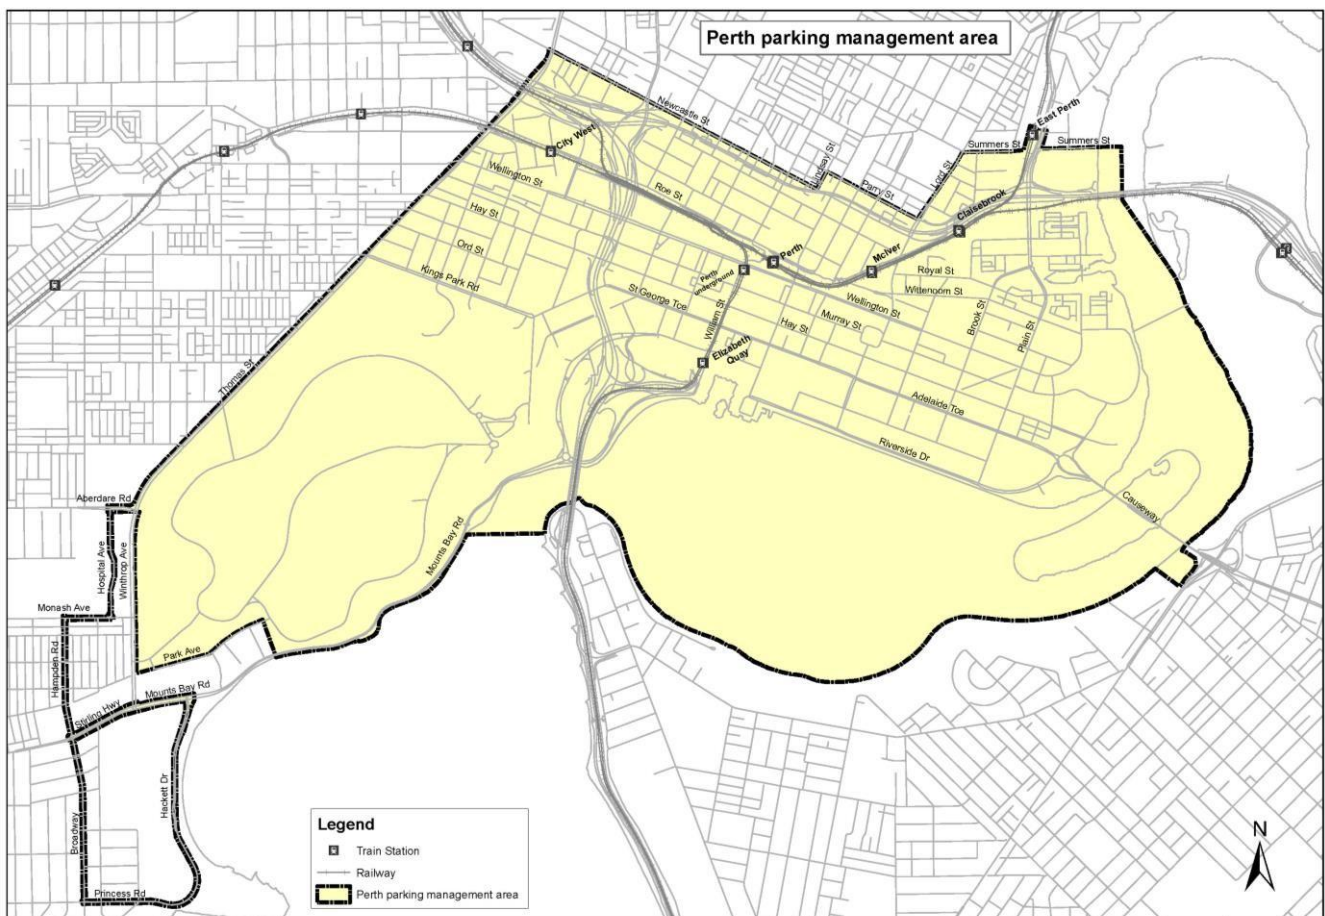 Perth parking management area
East Perth
Newcastle St
Summers St
Summers St
City West
Lindsay St
Lord St
Parry St
Wellington St
Roe St
Claisebrook
Hay St
Ord St
Perth
McIver
Kings Park Rd
Perth
underground
Royal St
Wittenoom St
St George Tce
Wellington St
William St
Murray St
Hay St
Brook St
Plain St
Elizabeth
Quay
Thomas St
Adelaide Tce
Riverside Dr
Aberdare Rd
Causeway
Mounts Bay Rd
Hospital Ave
Winthrop Ave
Monash Ave
Hampden Rd
Park Ave
Mounts Bay Rd
Stirling Hwy
Hackett Dr
Broadway
Princess Rd
Legend
Train Station
Railway
Perth parking management area
N